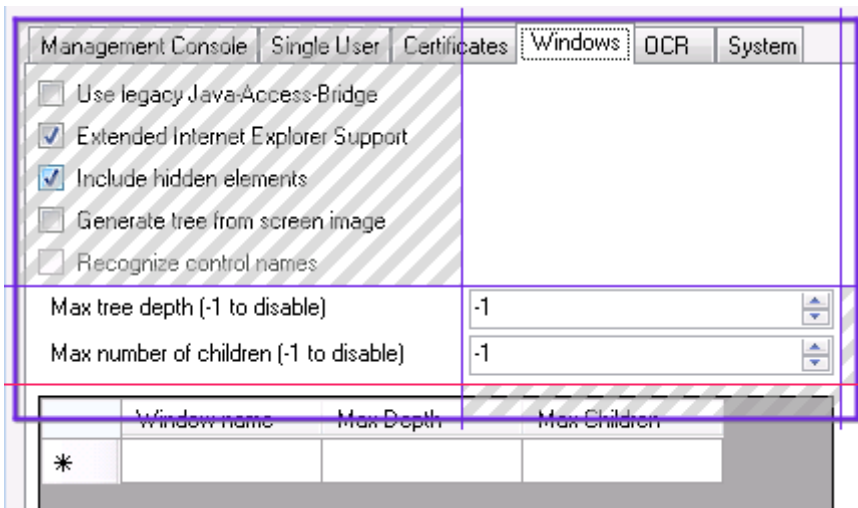 Management Console Single User Certificates Windows OCR System
Use legacy Java-Access-Bridge
Extended Internet Explorer Support
Include hidden elements
Generate tree from screen image
Recognize control names
Max tree depth (-1 to disable) -1
Max number of children (-1 to disable) -1
Window name Max Depth Max Children
*